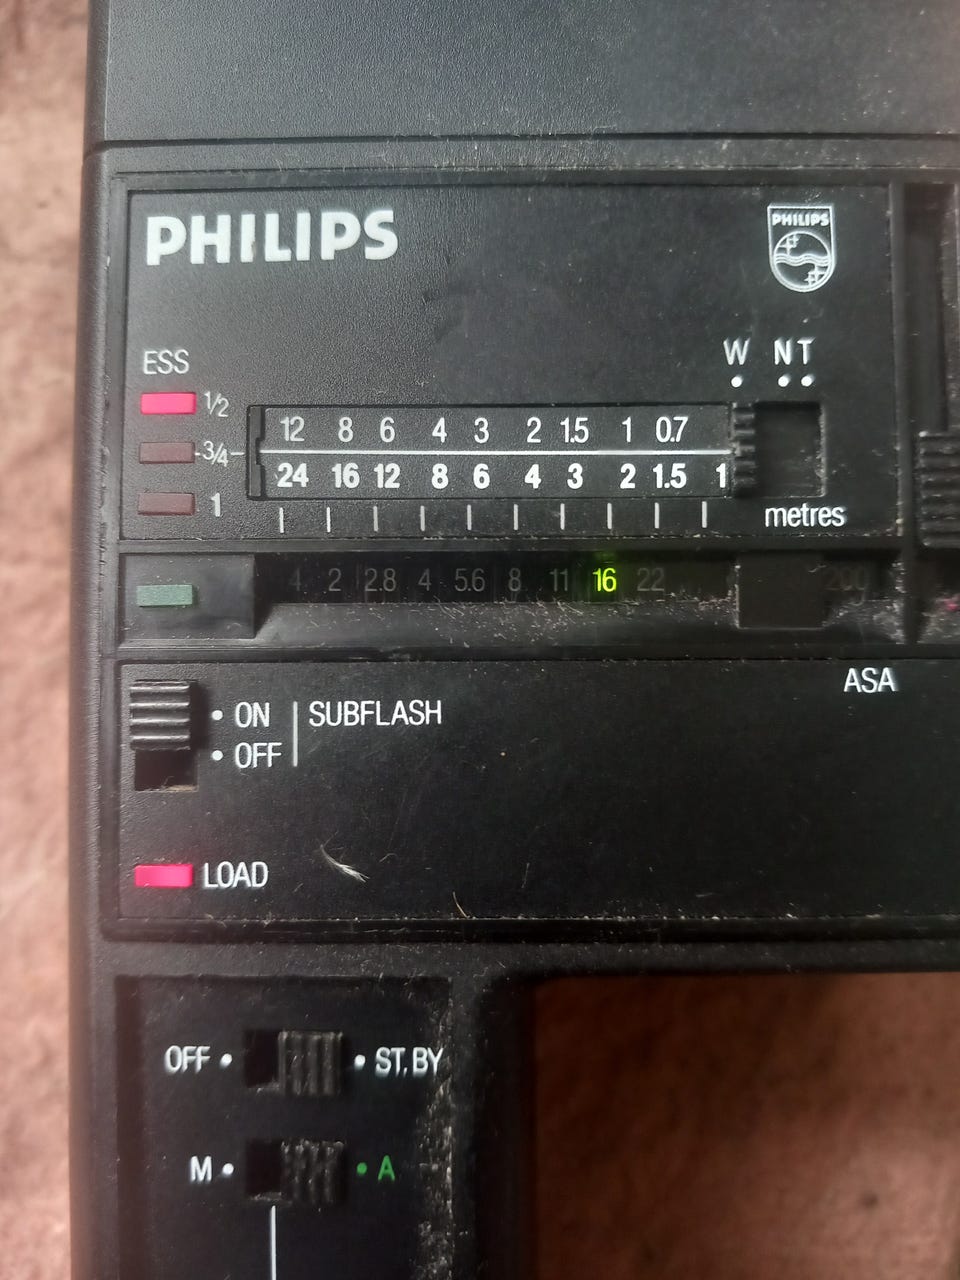 PHILIPS
PHILIPS
ESS
W N T
1/2
12 8 6 4 3 2 1.5 1 0.7
3/4
24 16 12 8 6 4 3 2 1.5 1
1
metres
4 2 2.8 4 5.6 8 11 16 22 200
ASA
ON
SUBFLASH
OFF
LOAD
OFF ST.BY
M A